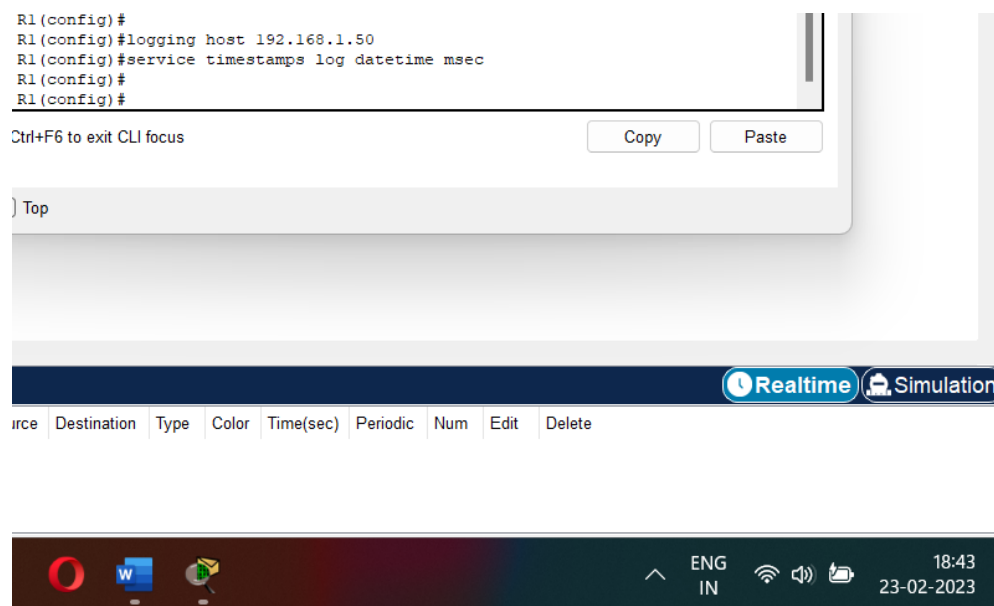 R1(config)#
R1(config)#logging host 192.168.1.50
R1(config)#service timestamps log datetime msec
R1(config)#
R1(config)#
Ctrl+F6 to exit CLI focus
Copy
Paste
Top
Realtime
Simulation
urce Destination Type Color Time(sec) Periodic Num Edit Delete
W
ENG
IN
18:43
23-02-2023